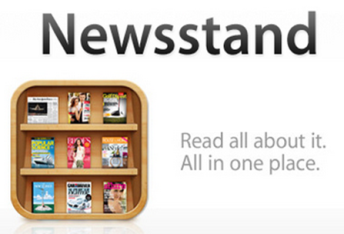 Newsstand
Read all about it.
All in one place.